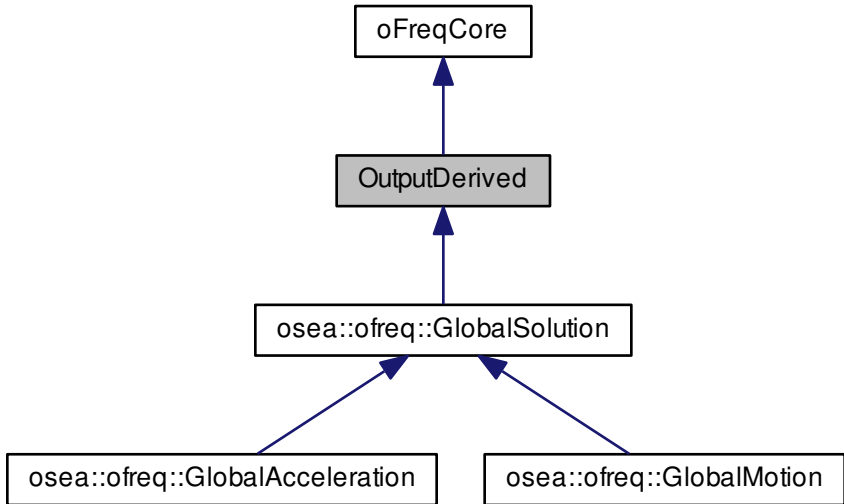 oFreqCore
OutputDerived
osea::ofreq::GlobalSolution
osea::ofreq::GlobalAcceleration
osea::ofreq::GlobalMotion